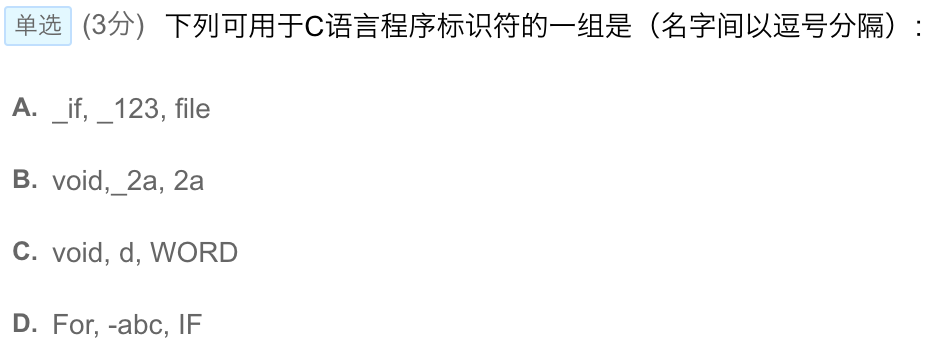 单选 (3分) 下列可用于C语言程序标识符的一组是（名字间以逗号分隔）:
A. _if, _123, file
B. void,_2a, 2a
C. void, d, WORD
D. For, -abc, IF